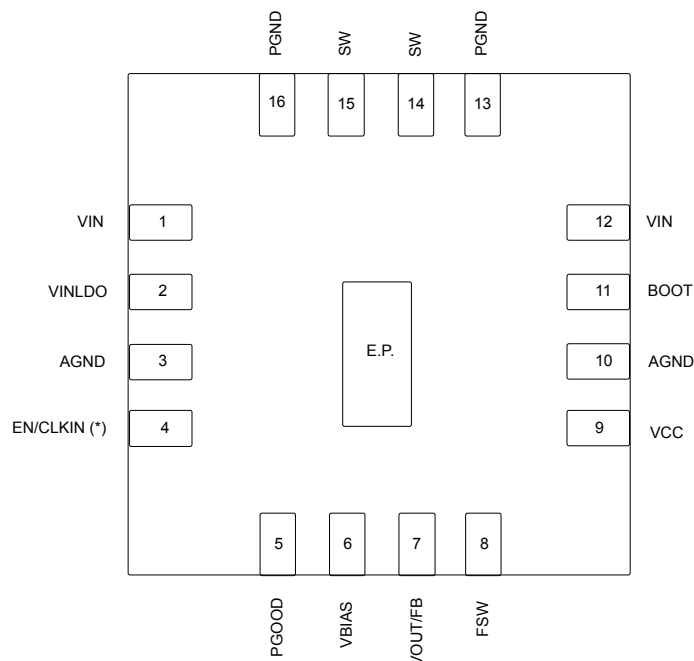 PGND
SW
SW
PGND
16
15
14
13
VIN
1
12
VIN
VINLDO
2
11
BOOT
E.P.
AGND
3
10
AGND
EN/CLKIN (*)
4
9
VCC
5
6
7
8
PGOOD
VBIAS
/OUT/FB
FSW